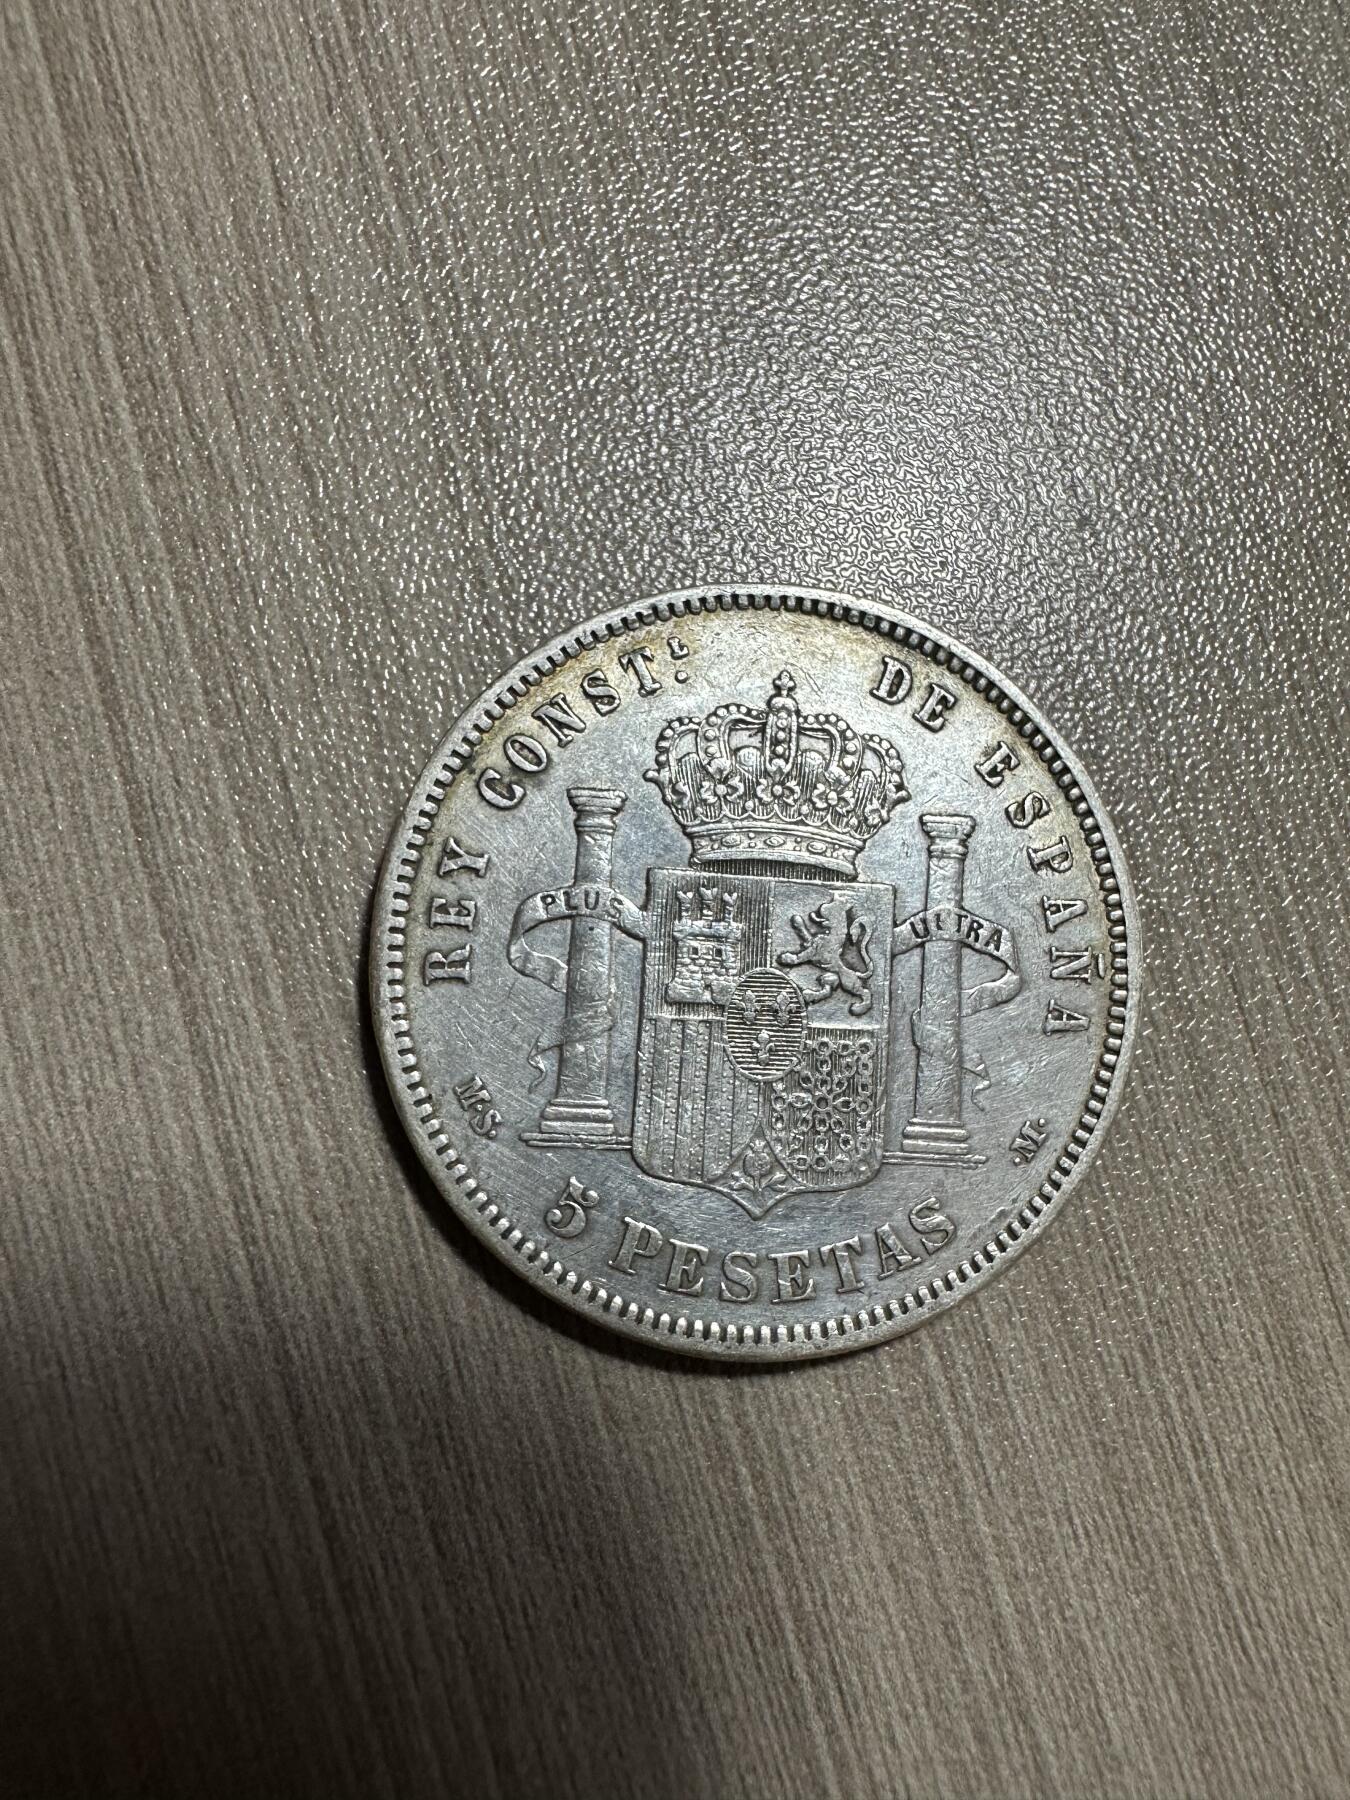 REY CONST.L DE ESPAÑA
PLUS
ULTRA
M.S.
.M.
5 PESETAS